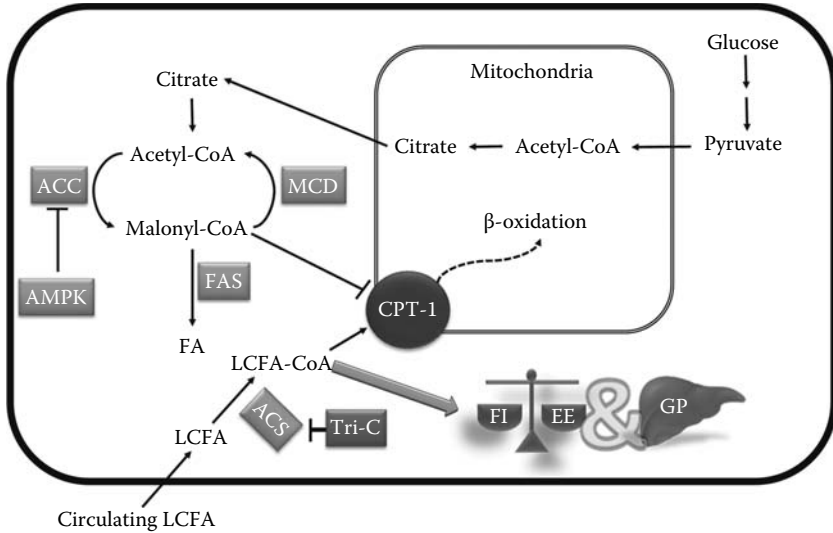 Glucose
Mitochondria
Citrate
Citrate
Acetyl-CoA
Pyruvate
Acetyl-CoA
ACC
MCD
Malonyl-CoA
β-oxidation
FAS
AMPK
CPT-1
FA
LCFA-CoA
ACS
Tri-C
FI
EE
&
GP
LCFA
Circulating LCFA